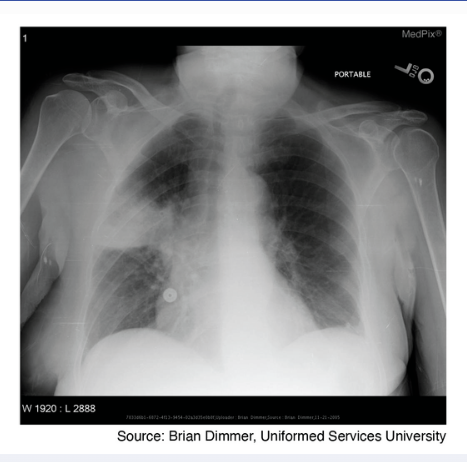 1
MedPix®
PORTABLE
W 1920 : L 2888
Source: Brian Dimmer, Uniformed Services University